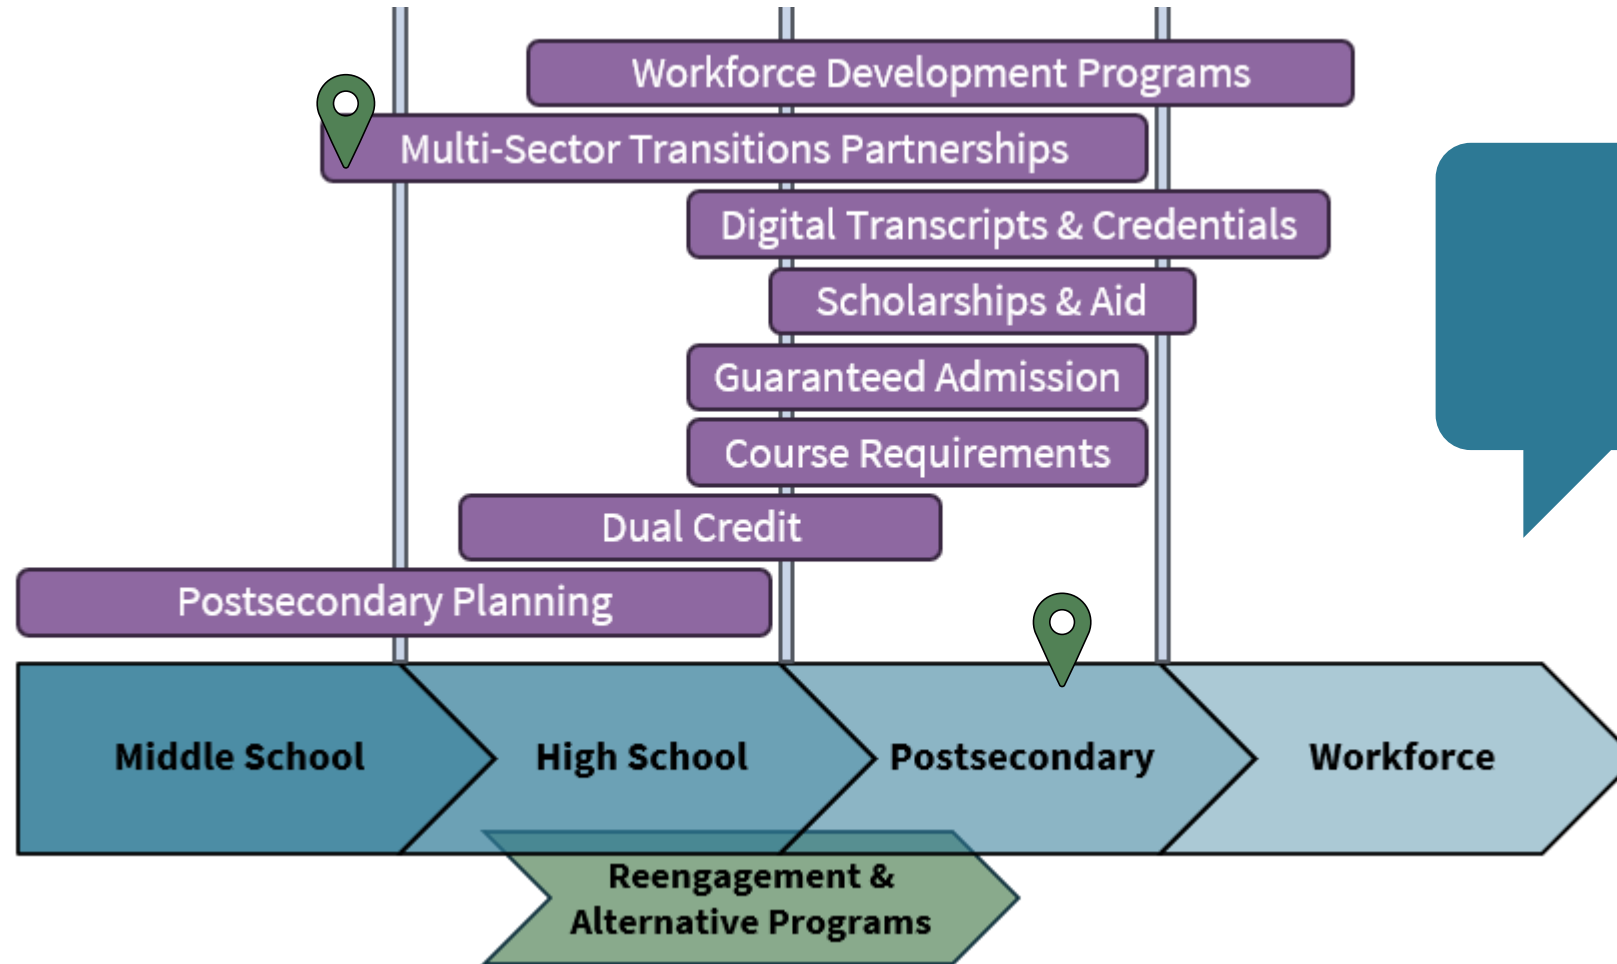 Workforce Development Programs
Multi-Sector Transitions Partnerships
Digital Transcripts & Credentials
Scholarships & Aid
Guaranteed Admission
Course Requirements
Dual Credit
Postsecondary Planning
Middle School
High School
Postsecondary
Workforce
Reengagement &
Alternative Programs